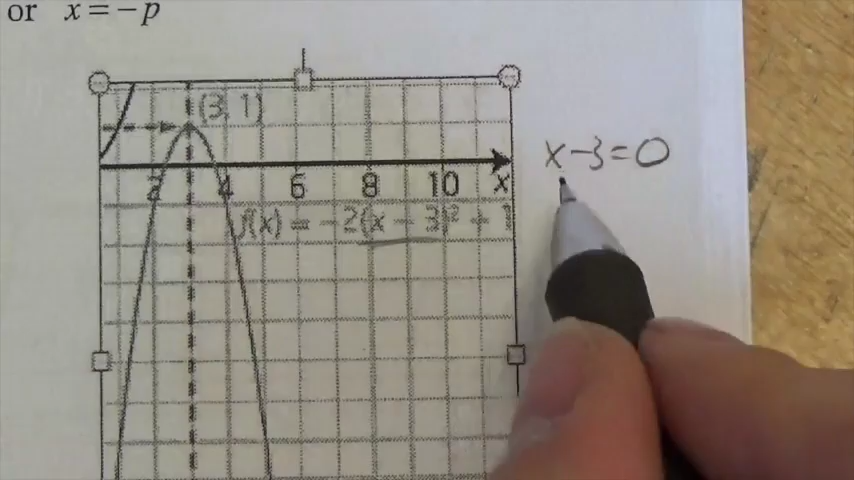 or x = -p
(3, 1)
x - 3 = 0
2 4 6 8 10 x
f(x) = -2(x - 3)² + 1